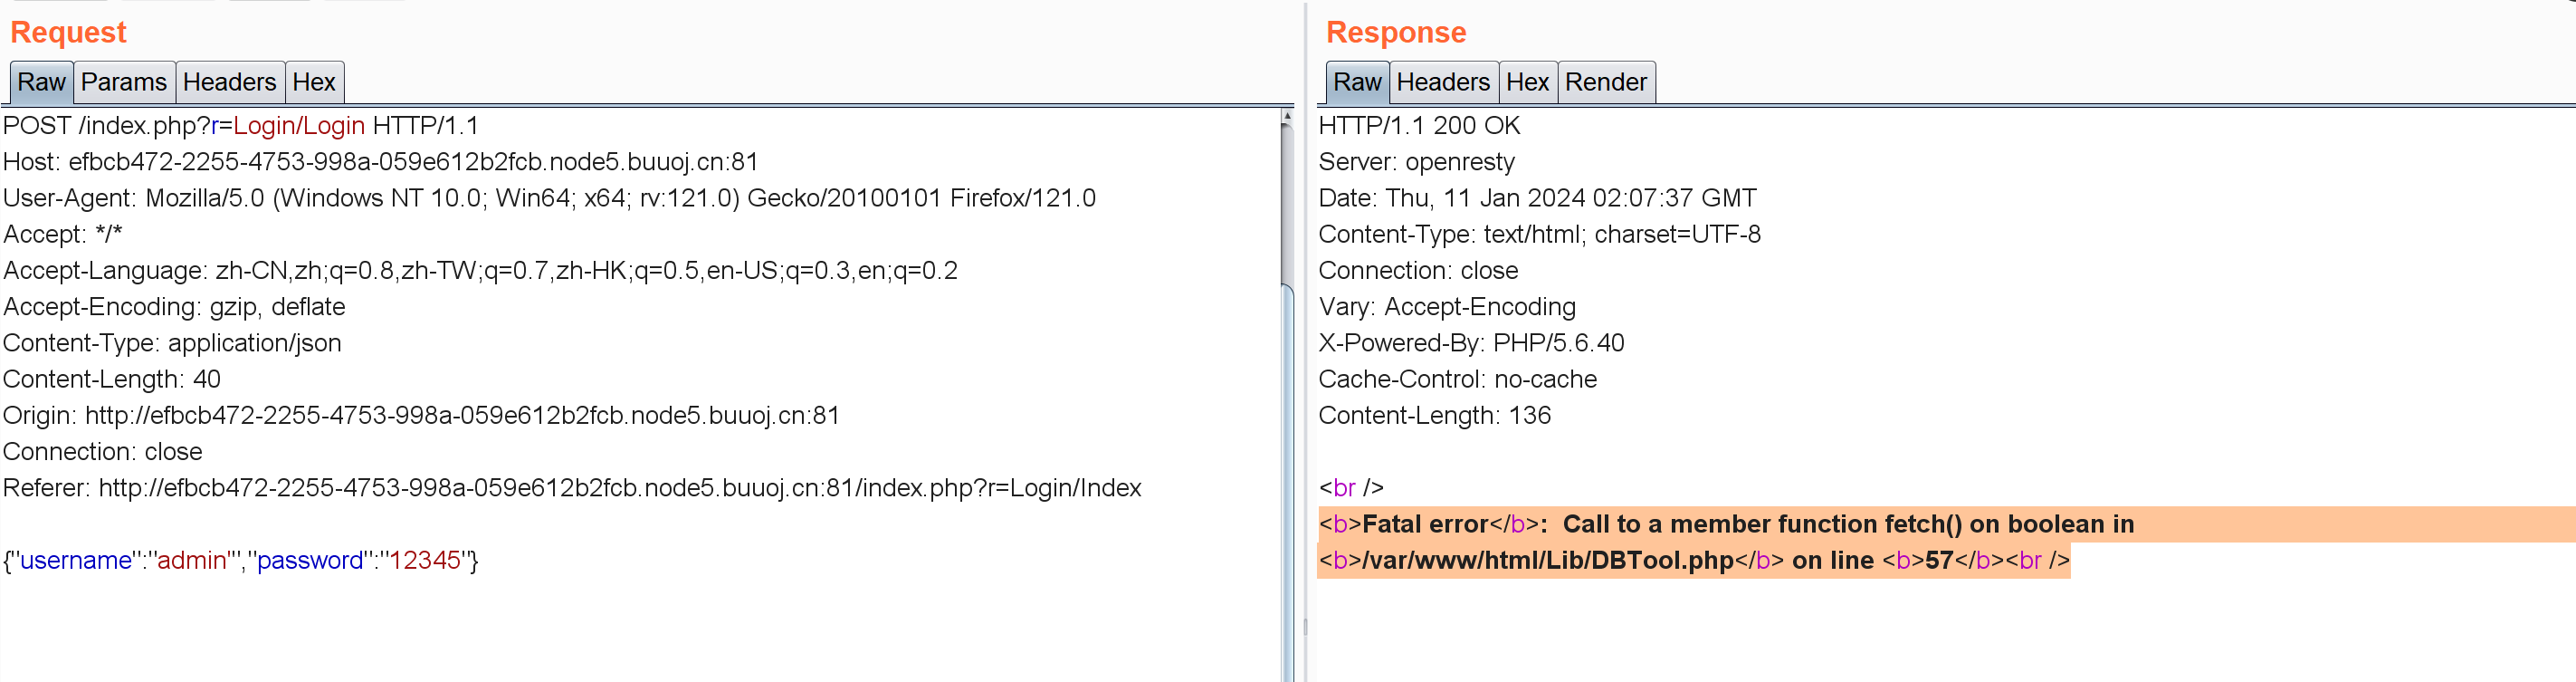 Request
Raw Params Headers Hex
POST /index.php?r=Login/Login HTTP/1.1
Host: efbcb472-2255-4753-998a-059e612b2fcb.node5.buuoj.cn:81
User-Agent: Mozilla/5.0 (Windows NT 10.0; Win64; x64; rv:121.0) Gecko/20100101 Firefox/121.0
Accept: */*
Accept-Language: zh-CN,zh;q=0.8,zh-TW;q=0.7,zh-HK;q=0.5,en-US;q=0.3,en;q=0.2
Accept-Encoding: gzip, deflate
Content-Type: application/json
Content-Length: 40
Origin: http://efbcb472-2255-4753-998a-059e612b2fcb.node5.buuoj.cn:81
Connection: close
Referer: http://efbcb472-2255-4753-998a-059e612b2fcb.node5.buuoj.cn:81/index.php?r=Login/Index
{"username":"admin'","password":"12345"}
Response
Raw Headers Hex Render
HTTP/1.1 200 OK
Server: openresty
Date: Thu, 11 Jan 2024 02:07:37 GMT
Content-Type: text/html; charset=UTF-8
Connection: close
Vary: Accept-Encoding
X-Powered-By: PHP/5.6.40
Cache-Control: no-cache
Content-Length: 136
<br />
<b>Fatal error</b>:  Call to a member function fetch() on boolean in
<b>/var/www/html/Lib/DBTool.php</b> on line <b>57</b><br />